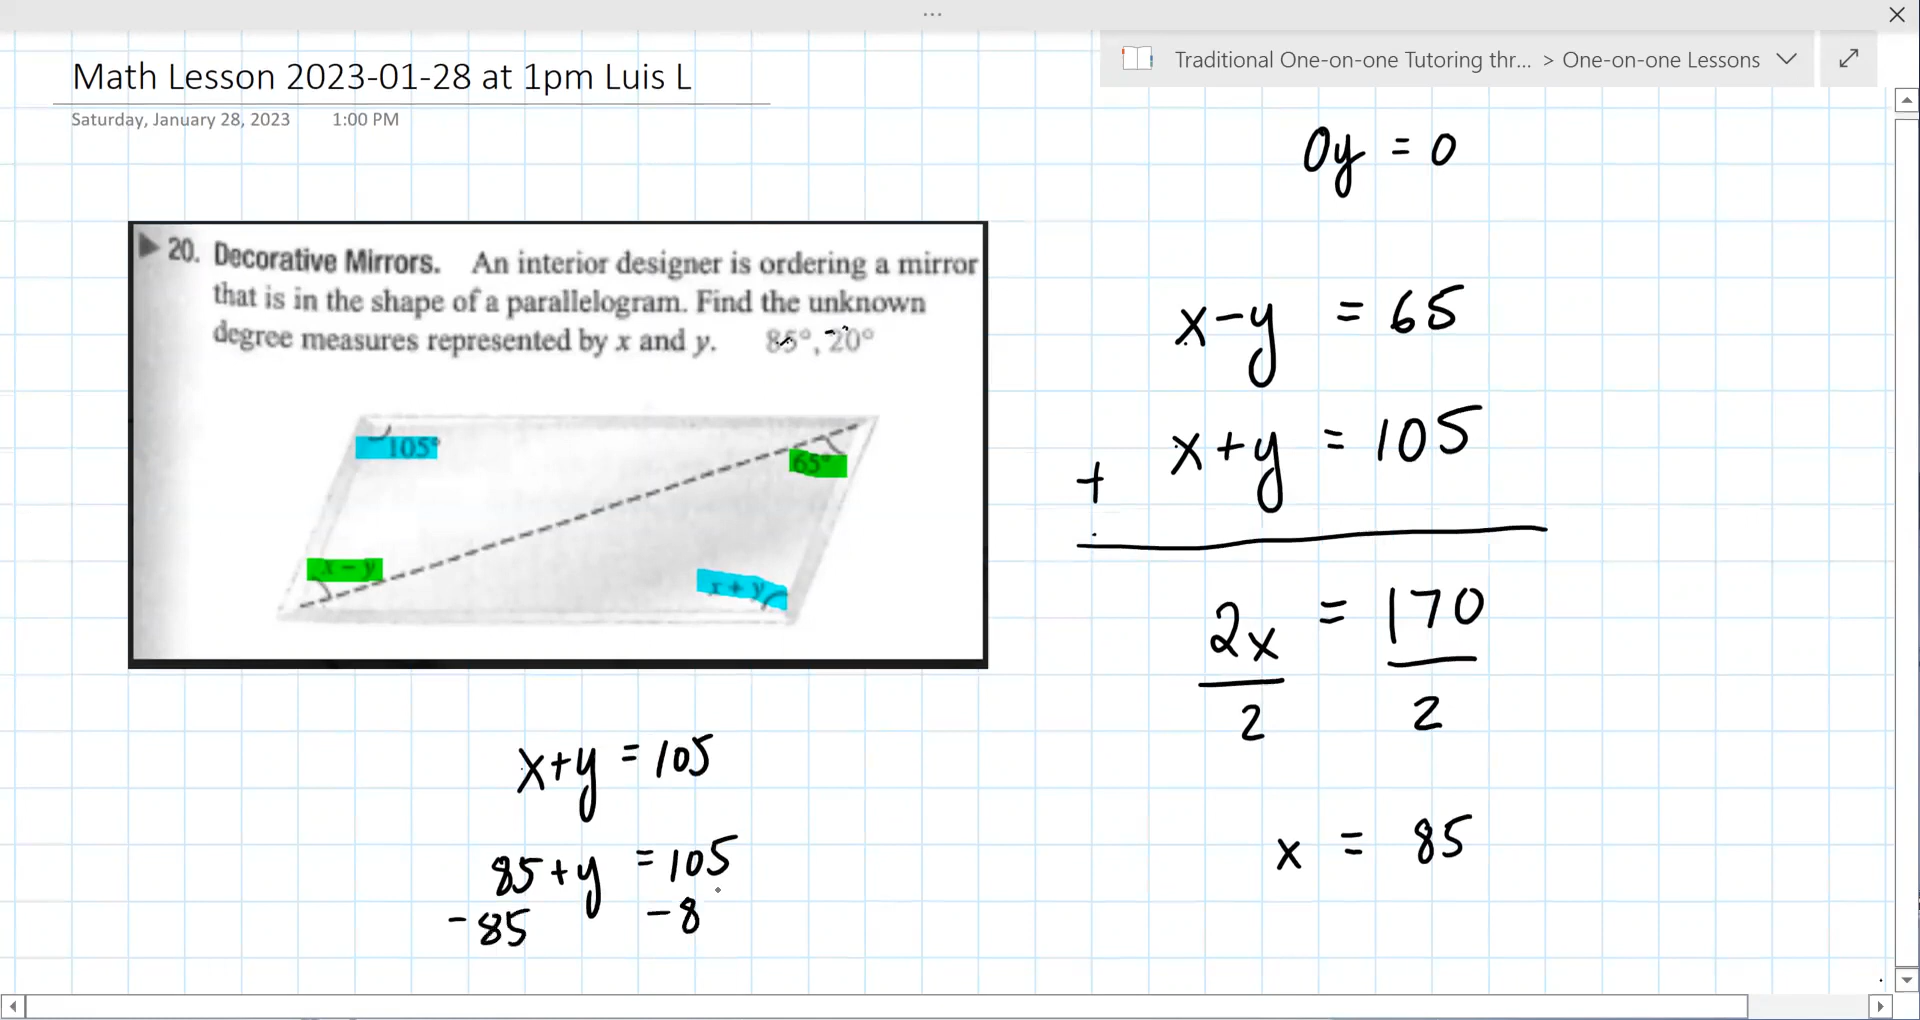 ...
Math Lesson 2023-01-28 at 1pm Luis L
Saturday, January 28, 2023 1:00 PM
Traditional One-on-one Tutoring thr... > One-on-one Lessons
20. Decorative Mirrors. An interior designer is ordering a mirror
that is in the shape of a parallelogram. Find the unknown
degree measures represented by x and y. 85°, 20°
105°
65°
x – y
x + y
x+y = 105
85+y = 105
-85 -8
0y = 0
x-y = 65
x+y = 105
+
2x = 170
2 2
x = 85